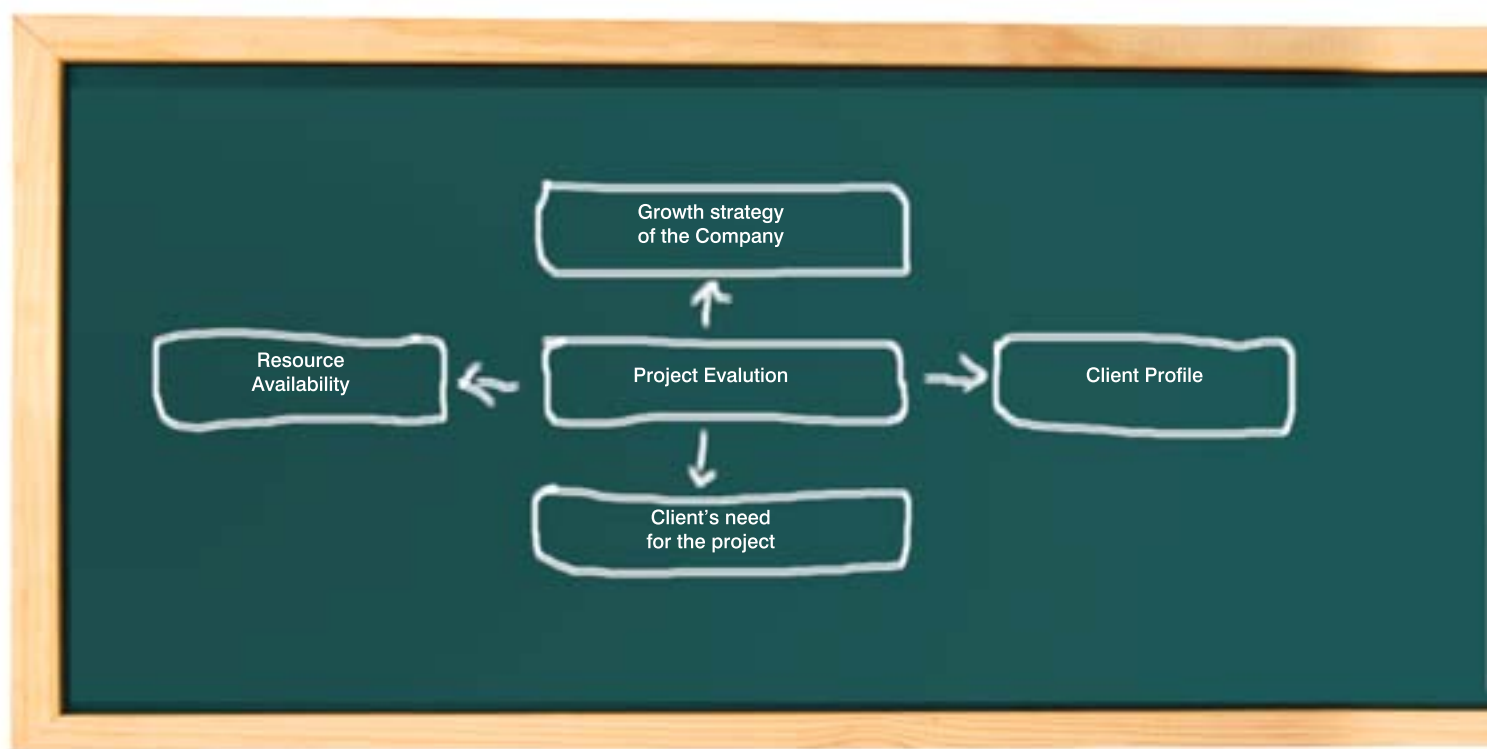 Growth strategy
of the Company
Resource
Availability
Project Evalution
Client Profile
Client's need
for the project